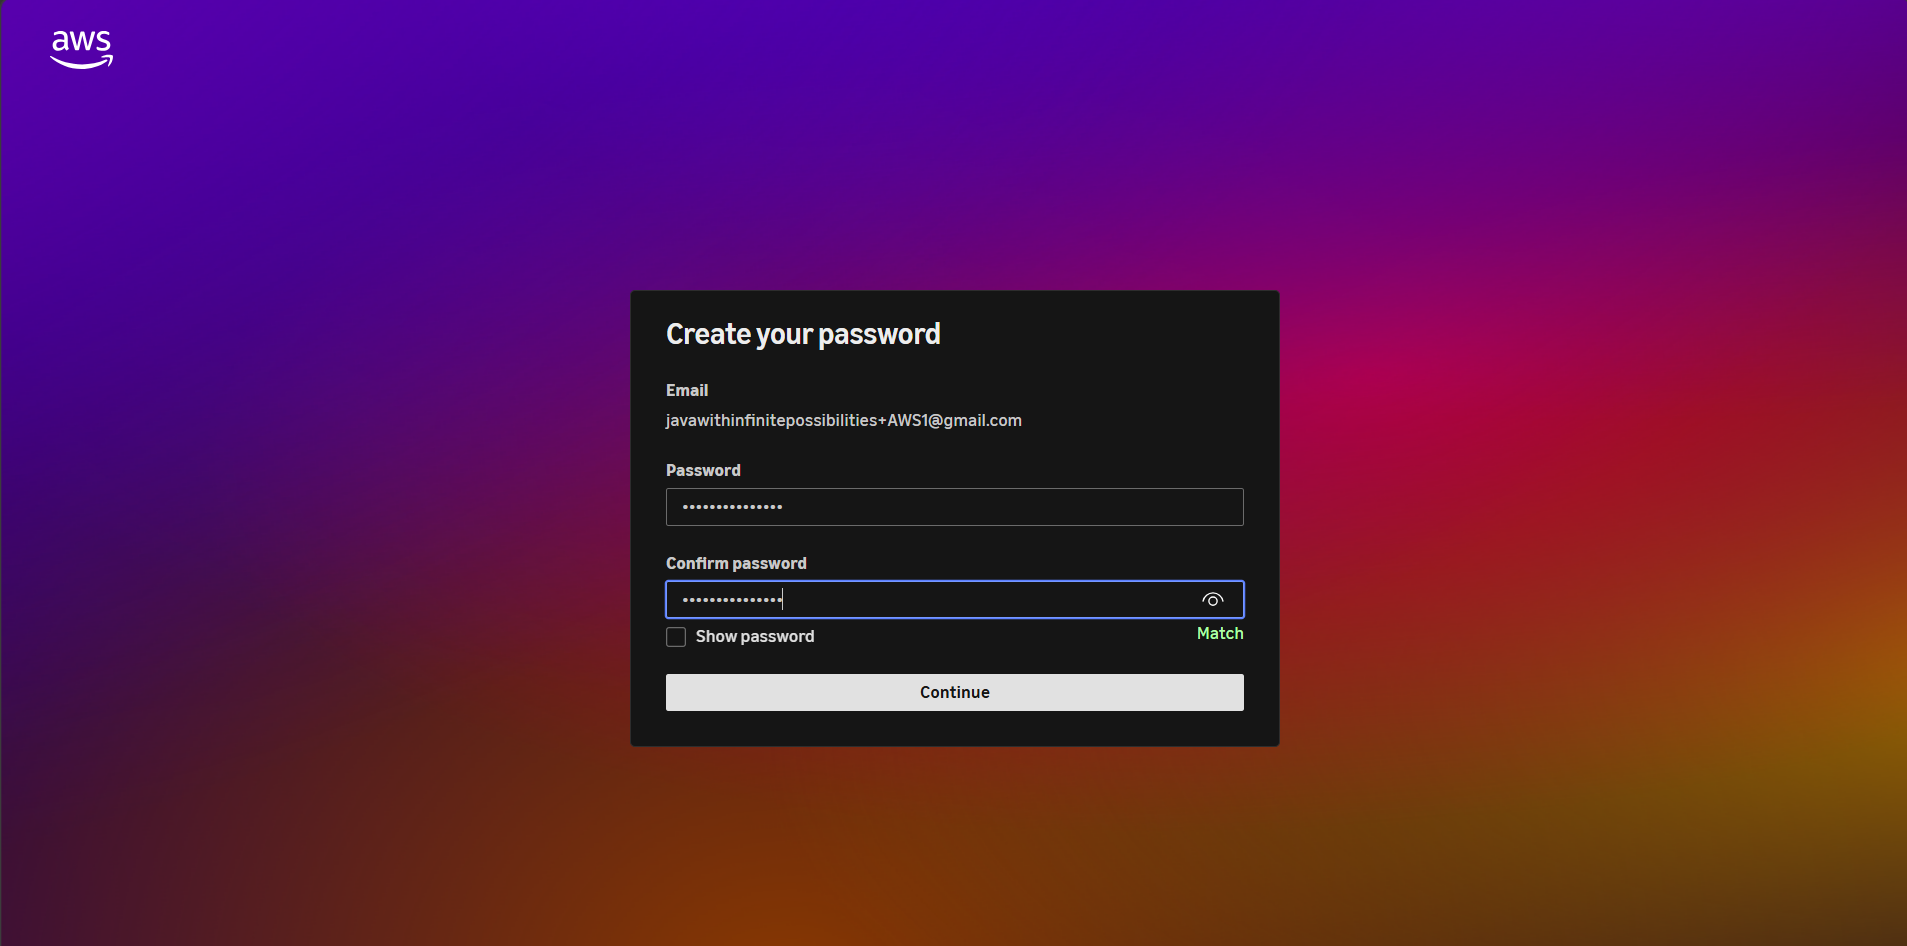 aws
Create your password
Email
javawithinfinitepossibilities+AWS1@gmail.com
Password
•••••••••••••••
Confirm password
•••••••••••••••
Show password
Match
Continue